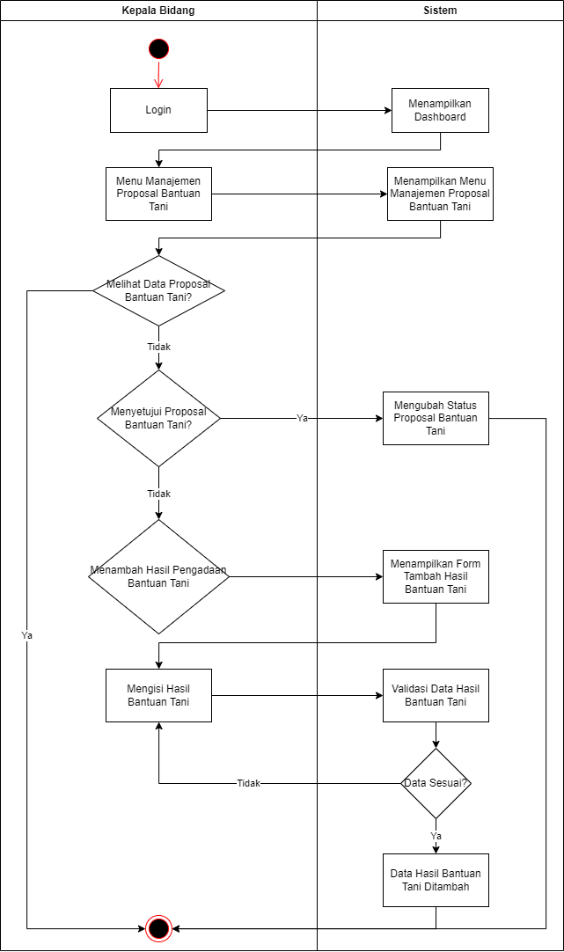 Kepala Bidang
Sistem
Login
Menampilkan
Dashboard
Menu Manajemen
Proposal Bantuan
Tani
Menampilkan Menu
Manajemen Proposal
Bantuan Tani
Melihat Data Proposal
Bantuan Tani?
Tidak
Menyetujui Proposal
Bantuan Tani?
Ya
Mengubah Status
Proposal Bantuan
Tani
Tidak
Menambah Hasil Pengadaan
Bantuan Tani
Menampilkan Form
Tambah Hasil
Bantuan Tani
Ya
Mengisi Hasil
Bantuan Tani
Validasi Data Hasil
Bantuan Tani
Tidak
Data Sesuai?
Ya
Data Hasil Bantuan
Tani Ditambah